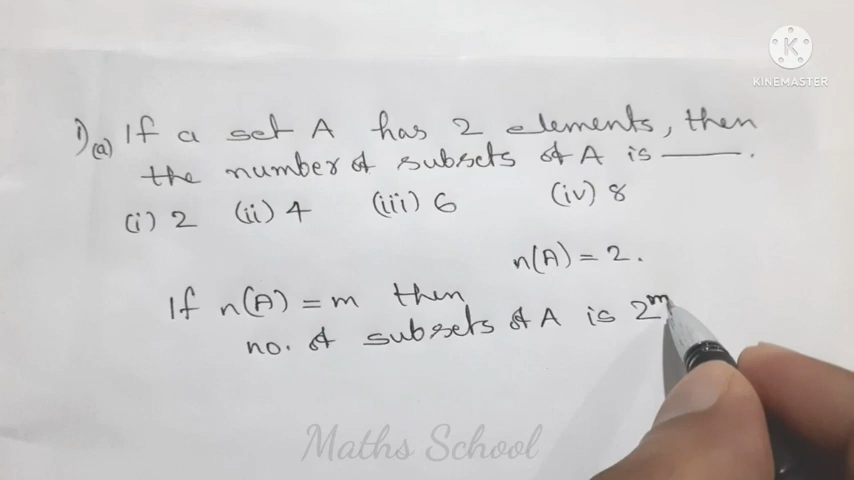 K
KINEMASTER
1)(a) If a set A has 2 elements, then
the number of subsets of A is ———.
(i) 2 (ii) 4 (iii) 6 (iv) 8
n(A) = 2.
If n(A) = m then
no. of subsets of A is 2^m
Maths School